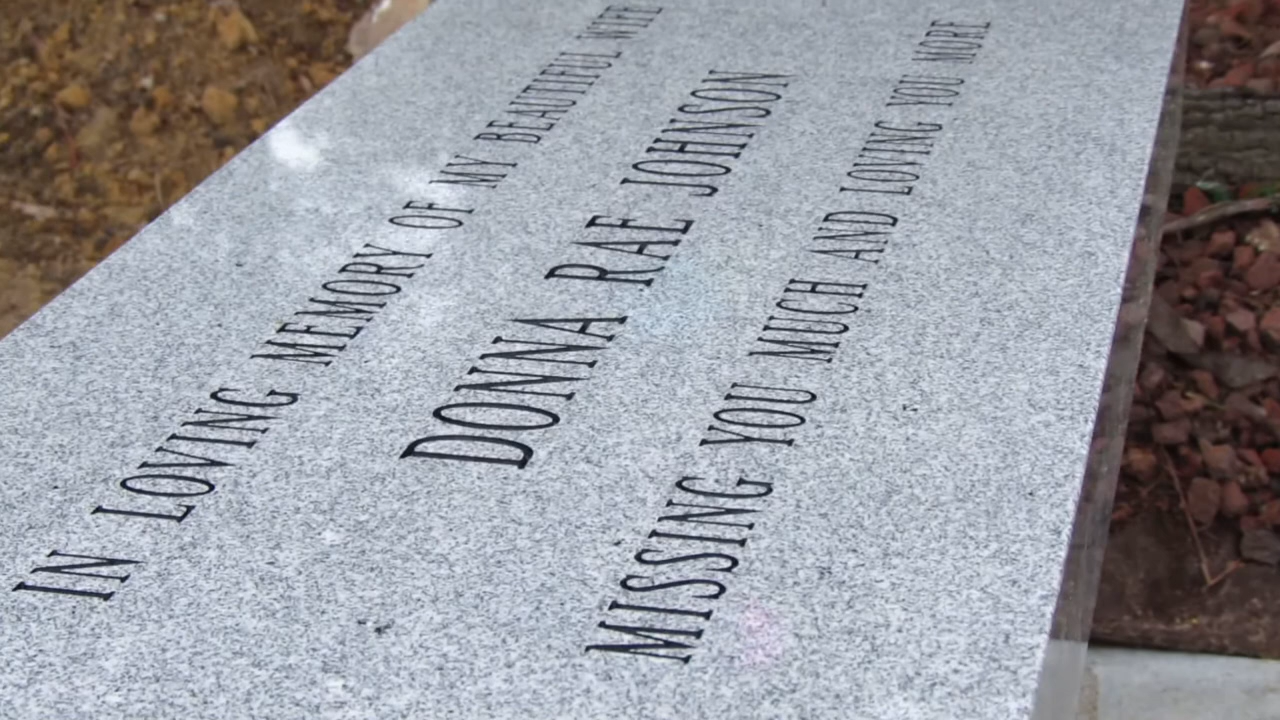 IN LOVING MEMORY OF MY BEAUTIFUL WIFE
DONNA RAE JOHNSON
MISSING YOU MUCH AND LOVING YOU MORE